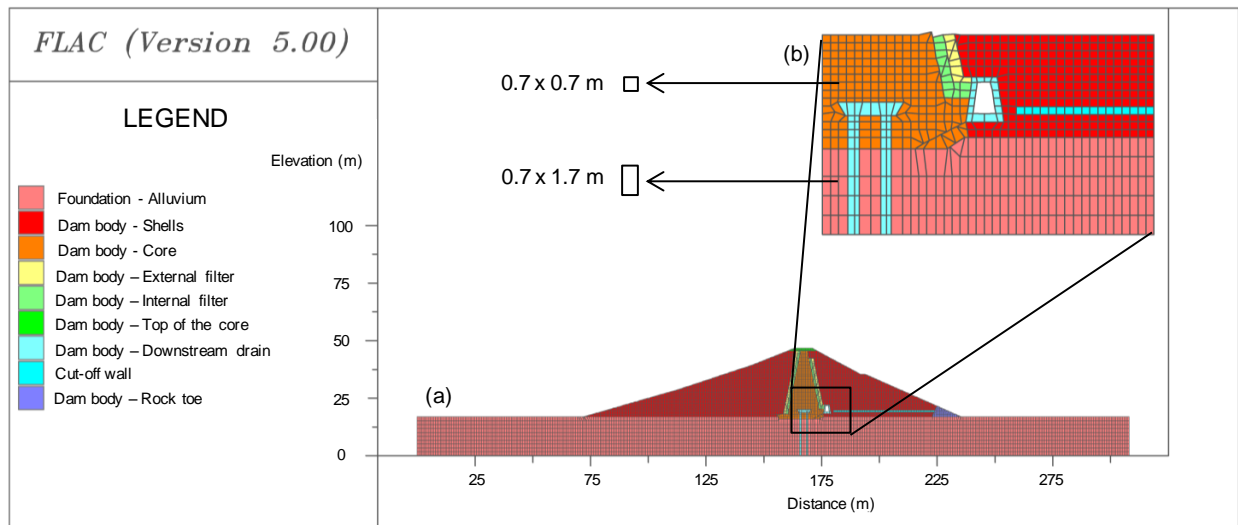 FLAC (Version 5.00)
LEGEND
Elevation (m)
Foundation - Alluvium
Dam body - Shells
Dam body - Core
Dam body – External filter
Dam body – Internal filter
Dam body – Top of the core
Dam body – Downstream drain
Cut-off wall
Dam body – Rock toe
100
75
50
25
0
(b)
0.7 x 0.7 m
0.7 x 1.7 m
(a)
25 75 125 175 225 275
Distance (m)